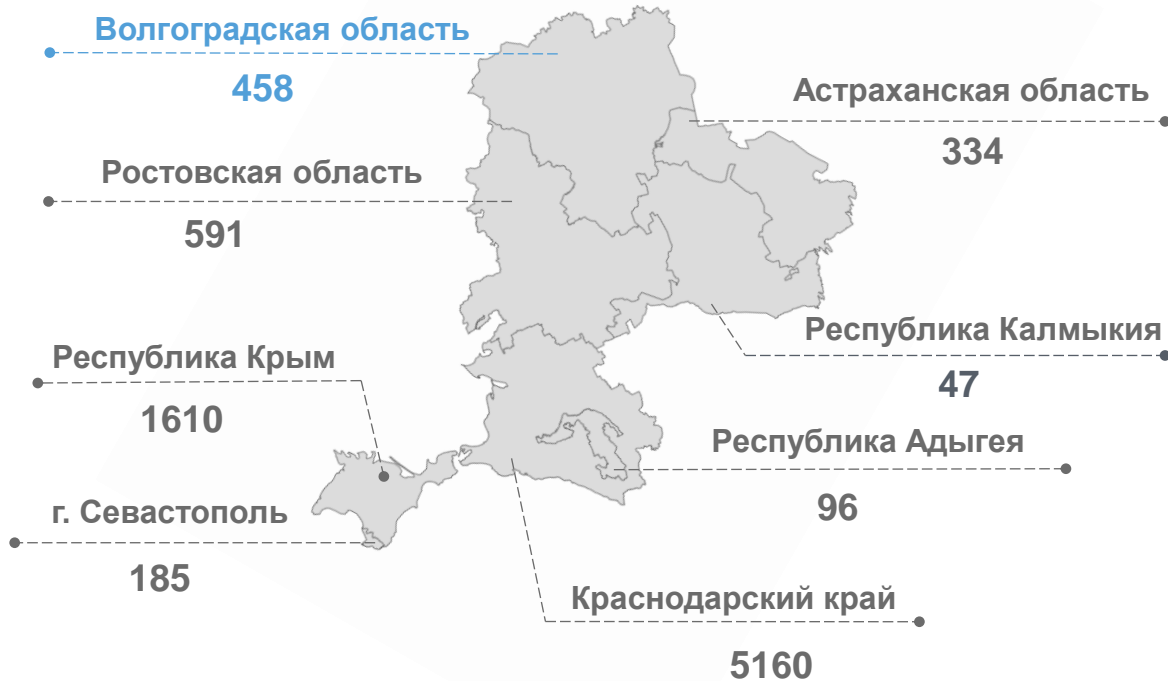 Волгоградская область
458
Астраханская область
334
Ростовская область
591
Республика Калмыкия
47
Республика Крым
1610
Республика Адыгея
96
г. Севастополь
185
Краснодарский край
5160